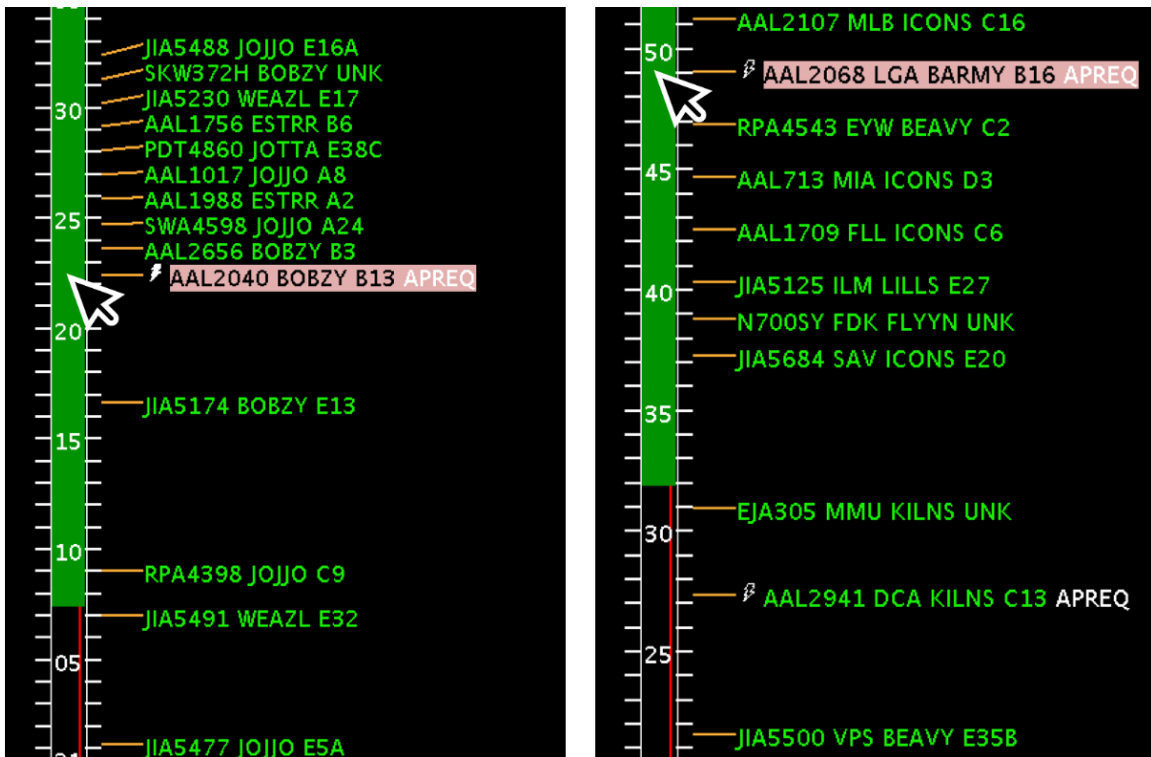 JIA5488 JOJJO E16A
SKW372H BOBZY UNK
JIA5230 WEAZL E17
30
AAL1756 ESTRR B6
PDT4860 JOTTA E38C
AAL1017 JOJJO A8
AAL1988 ESTRR A2
25
SWA4598 JOJJO A24
AAL2656 BOBZY B3
AAL2040 BOBZY B13 APREQ
20
JIA5174 BOBZY E13
15
10
RPA4398 JOJJO C9
JIA5491 WEAZL E32
05
JIA5477 JOJJO E5A
AAL2107 MLB ICONS C16
50
AAL2068 LGA BARMY B16 APREQ
RPA4543 EYW BEAVY C2
45
AAL713 MIA ICONS D3
AAL1709 FLL ICONS C6
40
JIA5125 ILM LILLS E27
N700SY FDK FLYYN UNK
JIA5684 SAV ICONS E20
35
EJA305 MMU KILNS UNK
30
AAL2941 DCA KILNS C13 APREQ
25
JIA5500 VPS BEAVY E35B